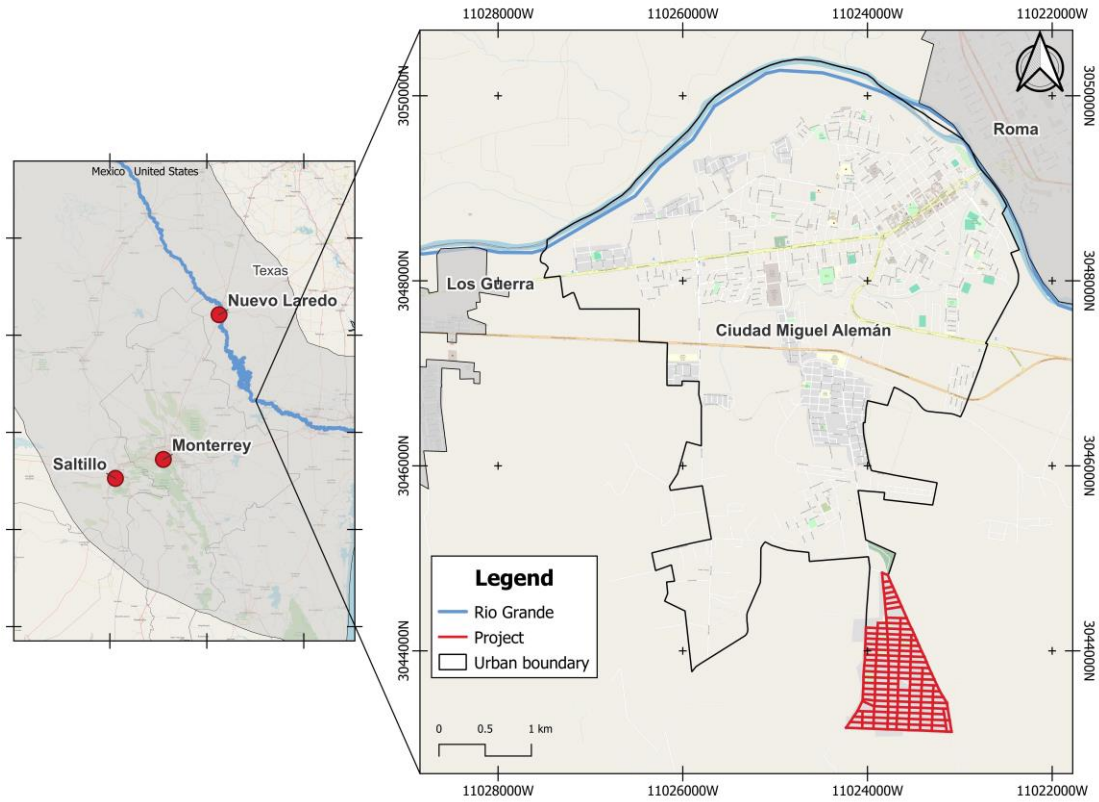 11028000W 11026000W 11024000W 11022000W
3050000N 3050000N
Roma
Mexico United States
Texas
Nuevo Laredo
3048000N 3048000N
Los Guerra
Ciudad Miguel Alemán
Monterrey
Saltillo
3046000N 3046000N
Legend
Rio Grande
Project
Urban boundary
3044000N 3044000N
0 0.5 1 km
11028000W 11026000W 11024000W 11022000W